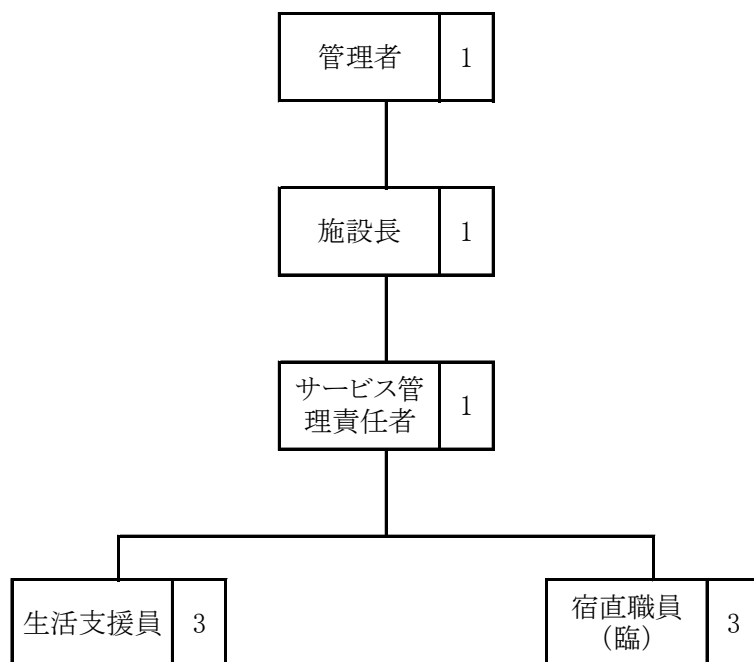 管理者 1
施設長 1
サービス管
理責任者 1
生活支援員 3
宿直職員
（臨） 3